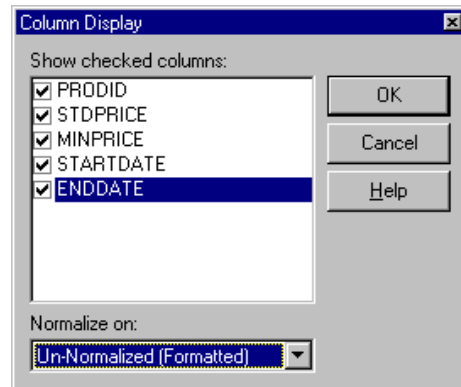 Column Display
Show checked columns:
PRODID
STDPRICE
MINPRICE
STARTDATE
ENDDATE
OK
Cancel
Help
Normalize on:
Un-Normalized (Formatted)